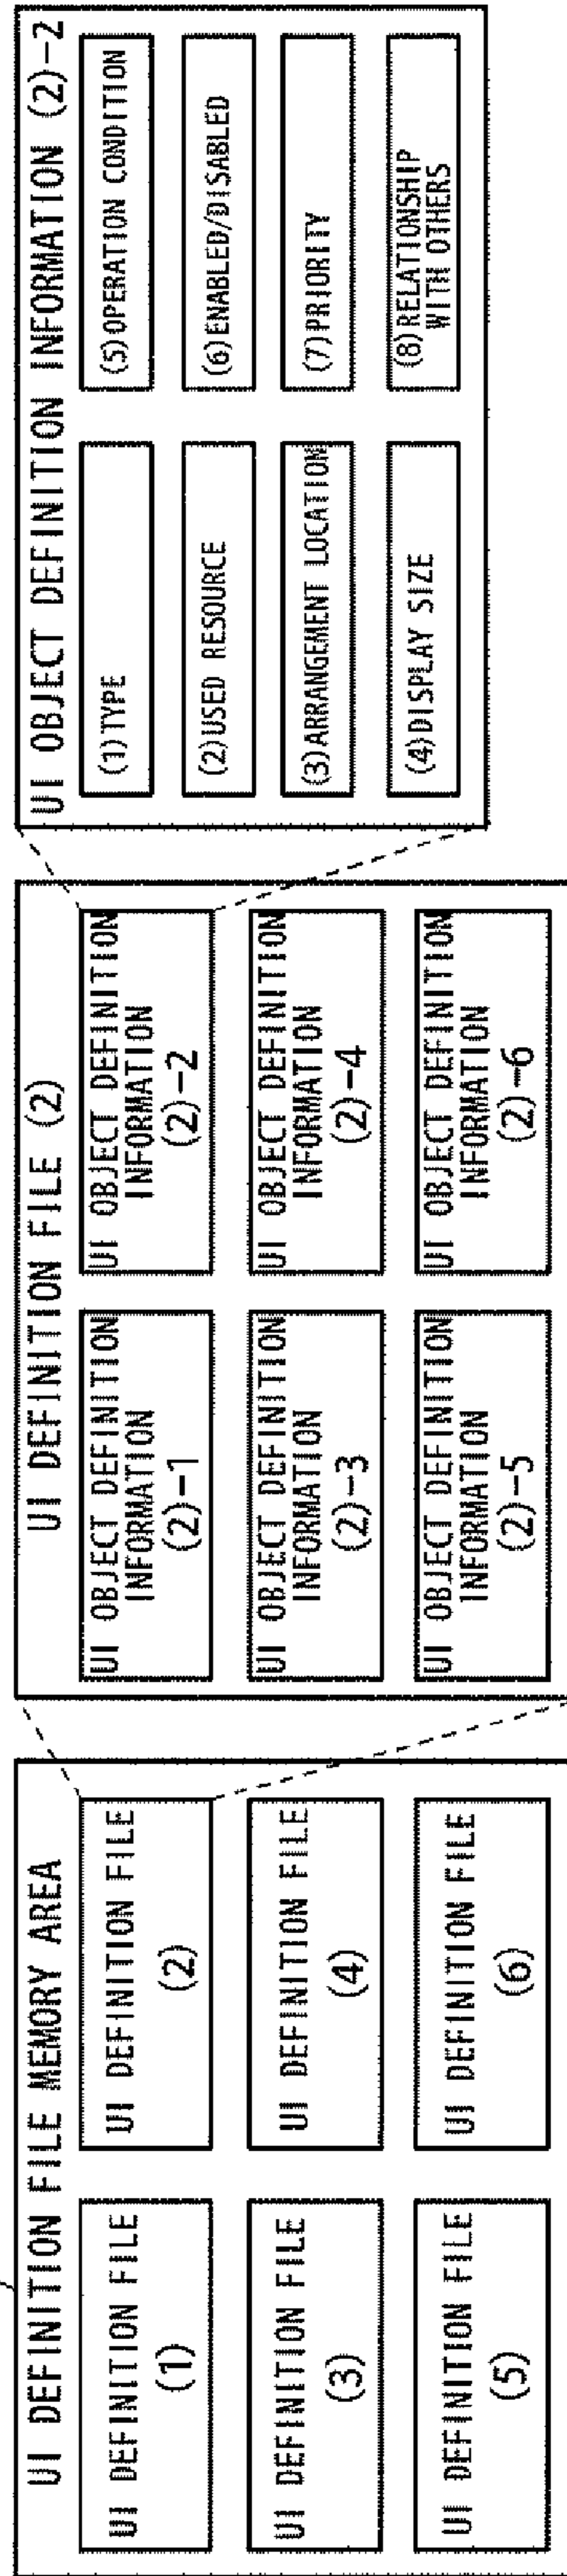 UI DEFINITION FILE MEMORY AREA
UI DEFINITION FILE
(1)
UI DEFINITION FILE
(2)
UI DEFINITION FILE
(3)
UI DEFINITION FILE
(4)
UI DEFINITION FILE
(5)
UI DEFINITION FILE
(6)
UI DEFINITION FILE (2)
UI OBJECT DEFINITION
INFORMATION
(2)-1
UI OBJECT DEFINITION
INFORMATION
(2)-2
UI OBJECT DEFINITION
INFORMATION
(2)-3
UI OBJECT DEFINITION
INFORMATION
(2)-4
UI OBJECT DEFINITION
INFORMATION
(2)-5
UI OBJECT DEFINITION
INFORMATION
(2)-6
UI OBJECT DEFINITION INFORMATION (2)-2
(1)TYPE
(2)USED RESOURCE
(3)ARRANGEMENT LOCATION
(4)DISPLAY SIZE
(5)OPERATION CONDITION
(6)ENABLED/DISABLED
(7)PRIORITY
(8)RELATIONSHIP
WITH OTHERS